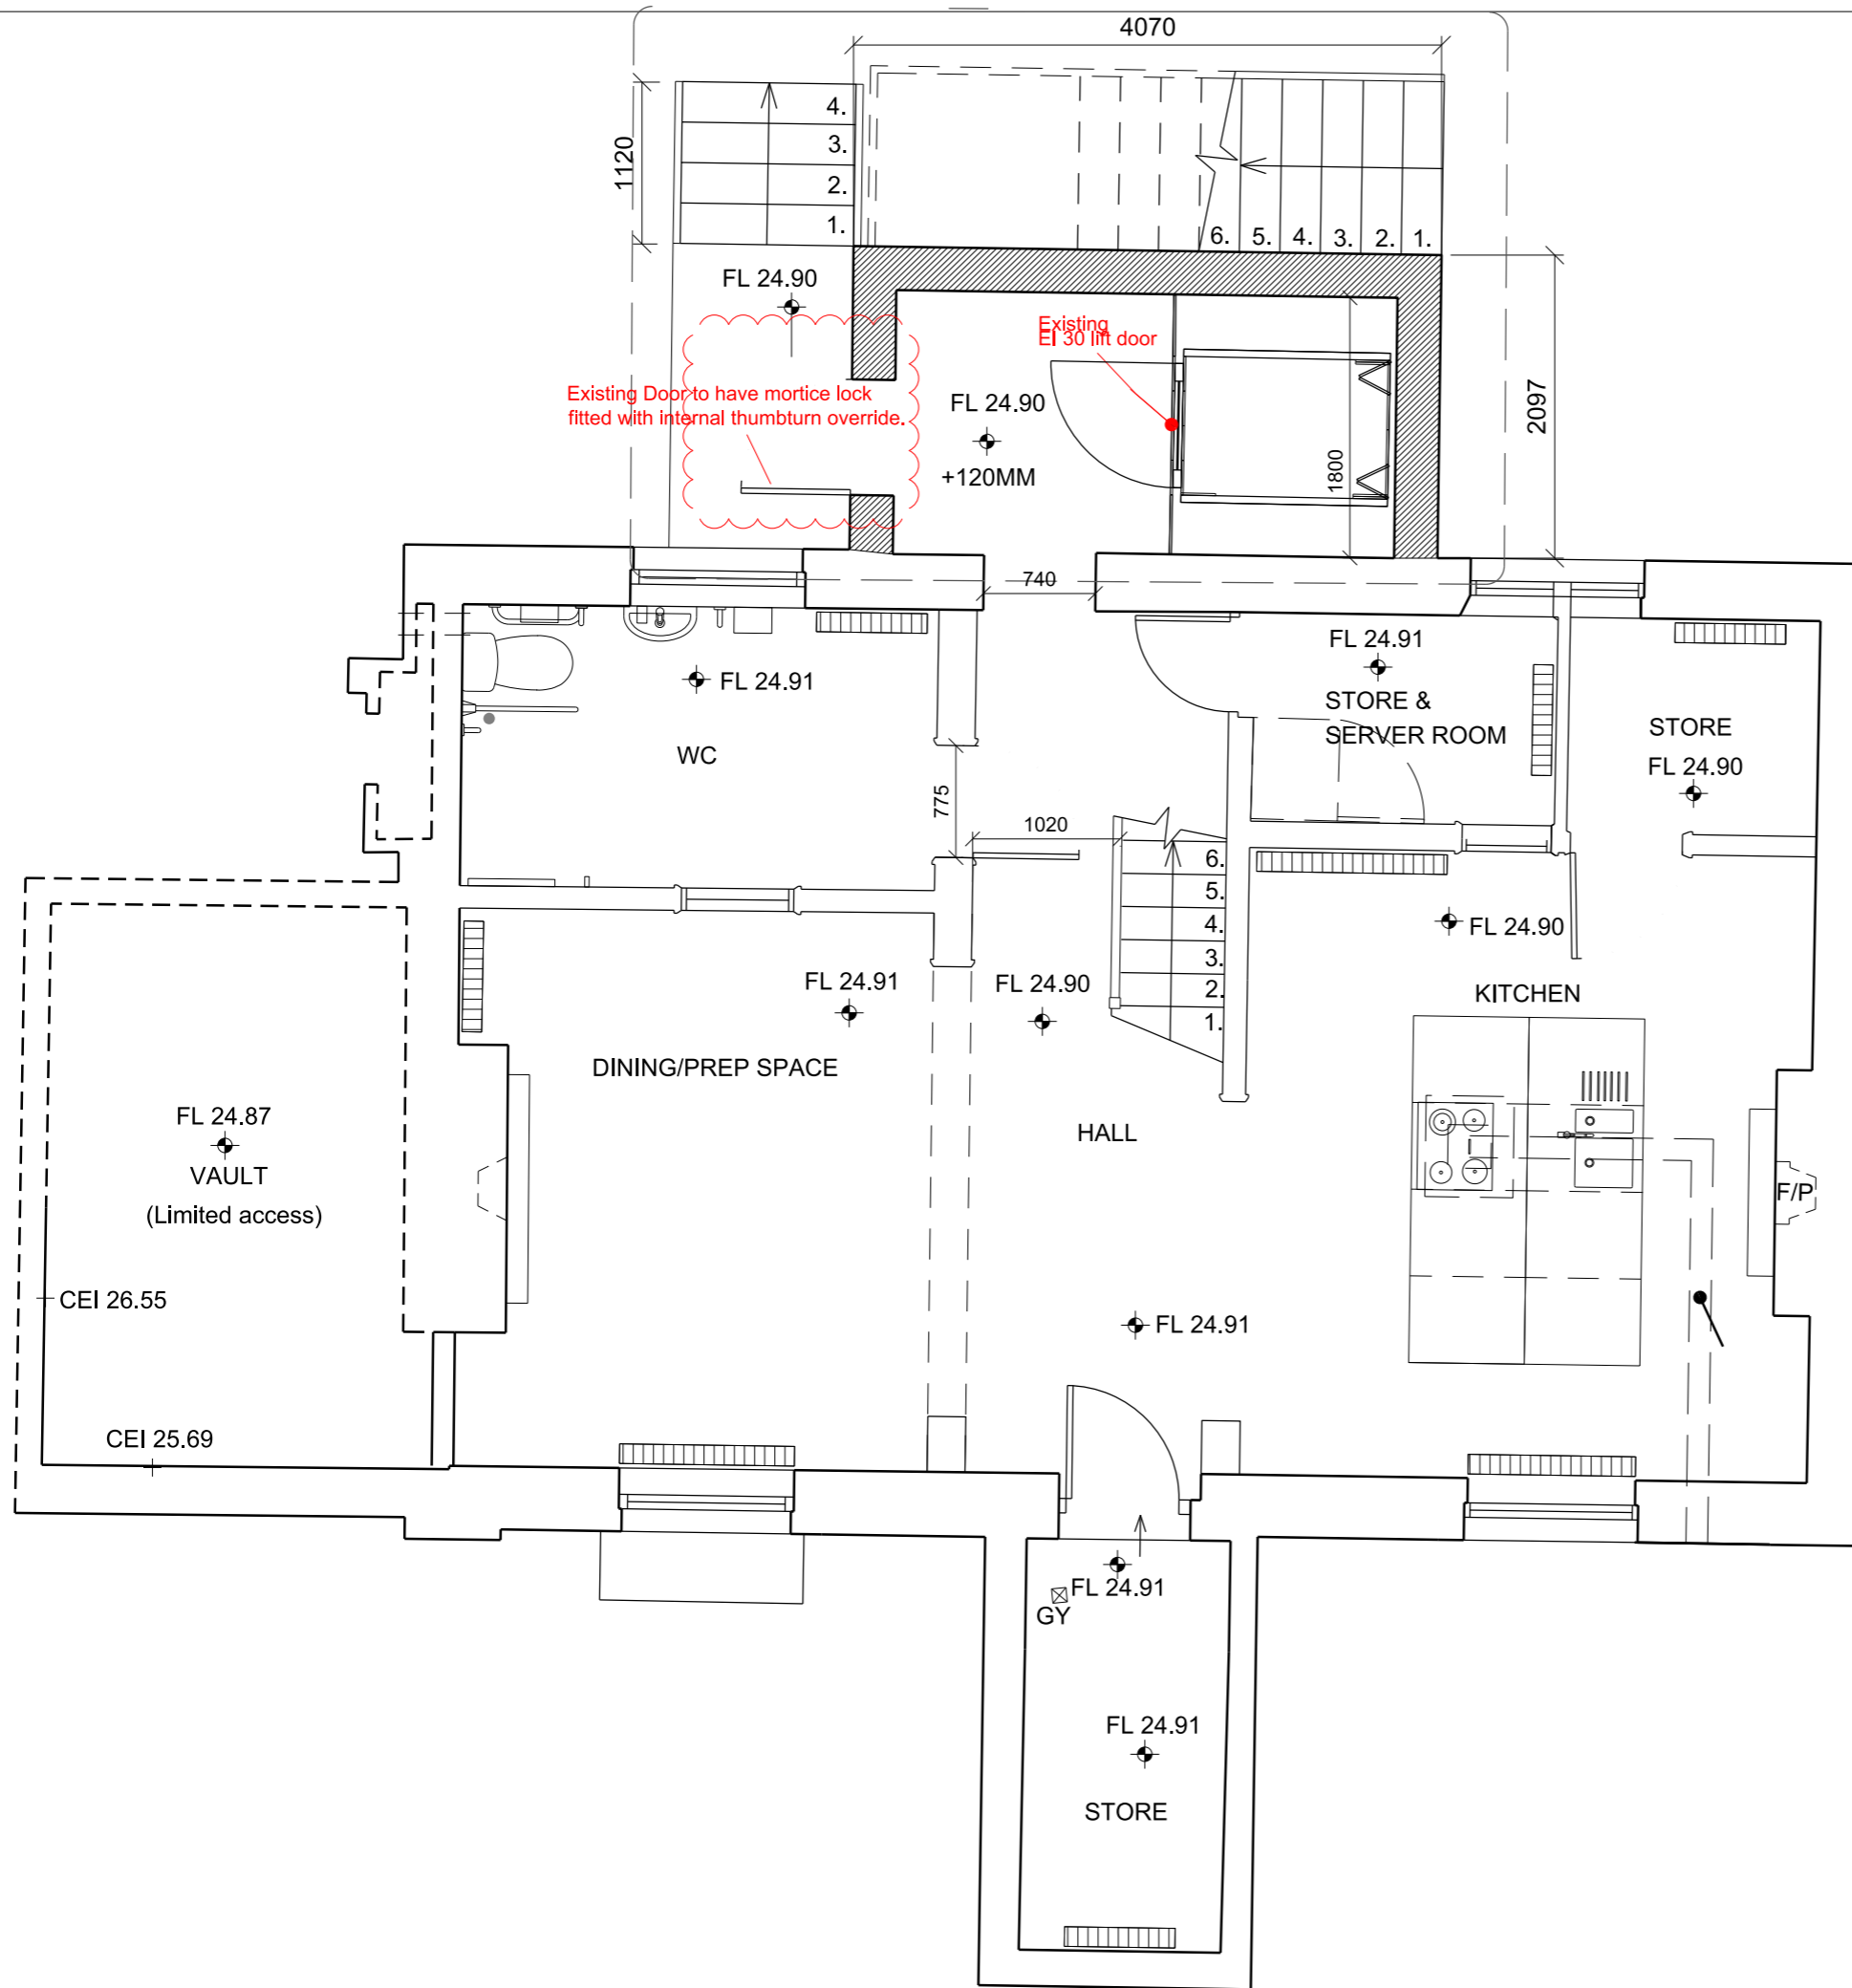 4070
1120
4.
3.
2.
1.
6. 5. 4. 3. 2. 1.
FL 24.90
Existing
EI 30 lift door
Existing Door to have mortice lock
fitted with internal thumbturn override.
FL 24.90
+120MM
1800
2097
740
FL 24.91
WC
775
1020
FL 24.91
STORE &
SERVER ROOM
STORE
FL 24.90
6.
5.
4.
3.
2.
1.
FL 24.90
KITCHEN
FL 24.91
FL 24.90
DINING/PREP SPACE
HALL
FL 24.87
VAULT
(Limited access)
F/P
CEI 26.55
FL 24.91
CEI 25.69
FL 24.91
GY
FL 24.91
STORE